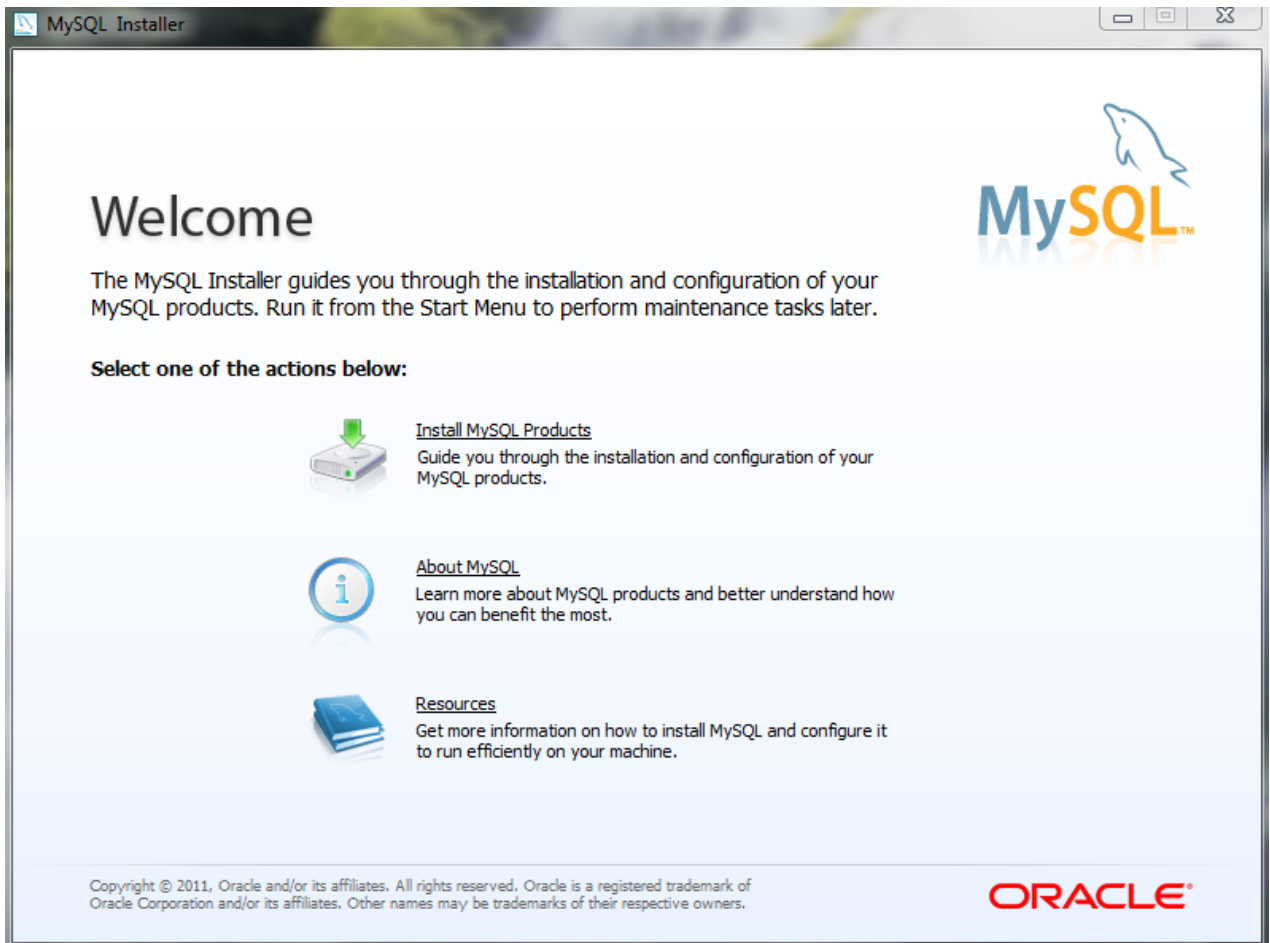 MySQL Installer
MySQL™
Welcome
The MySQL Installer guides you through the installation and configuration of your
MySQL products. Run it from the Start Menu to perform maintenance tasks later.
Select one of the actions below:
Install MySQL Products
Guide you through the installation and configuration of your
MySQL products.
About MySQL
Learn more about MySQL products and better understand how
you can benefit the most.
Resources
Get more information on how to install MySQL and configure it
to run efficiently on your machine.
Copyright © 2011, Oracle and/or its affiliates. All rights reserved. Oracle is a registered trademark of
Oracle Corporation and/or its affiliates. Other names may be trademarks of their respective owners.
ORACLE®